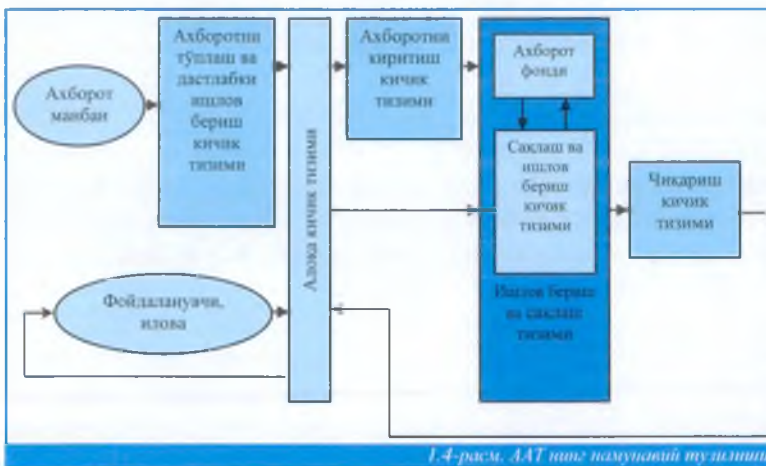 Ахборот
манбаи
Ахборотни
тўплаш ва
дастлабки
ишлов
бериш
кичик
тизими
Алоқа кичик тизими
Ахборотни
киритиш
кичик
тизими
Ахборот
фонди
Сақлаш ва
ишлов
бериш
кичик
тизими
Ишлов бериш
ва сақлаш
тизими
Чиқариш
кичик
тизими
Фойдаланувчи,
илова
1.4-расм. ААТ нинг намунавий тузилиши